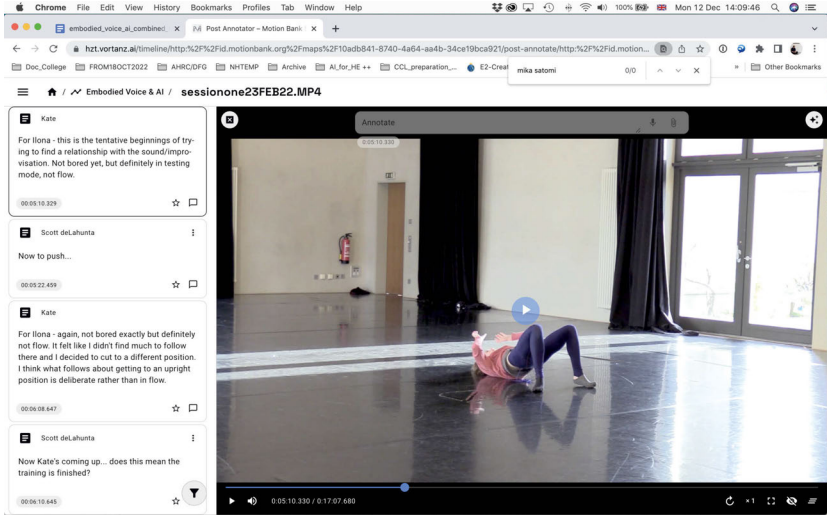 Chrome File Edit View History Bookmarks Profiles Tab Window Help 100% Mon 12 Dec 14:09:46
embodied_voice_ai_combined_ Post Annotator – Motion Bank
hzt.vortanz.ai/timeline/http:%2F%2Fid.motionbank.org%2Fmaps%2F10adb841-8740-4a64-aa4b-34ce19bca921/post-annotate/http:%2F%2Fid.motion...
Doc_College FROM18OCT2022 AHRC/DFG NHTEMP Archive AI_for_HE ++ CCL_preparation_... E2-Creat » Other Bookmarks
mika satomi 0/0
/ Embodied Voice & AI / sessionone23FEB22.MP4
Kate
For Ilona - this is the tentative beginnings of try-
ing to find a relationship with the sound/impro-
visation. Not bored yet, but definitely in testing
mode, not flow.
00:05:10.329
Scott deLahunta
Now to push...
00:05:22.459
Kate
For Ilona - again, not bored exactly but definitely
not flow. It felt like I didn't find much to follow
there and I decided to cut to a different position.
I think what follows about getting to an upright
position is deliberate rather than in flow.
00:06:08.647
Scott deLahunta
Now Kate's coming up... does this mean the
training is finished?
00:06:10.645
Annotate
0:05:10.330
0:05:10.330 / 0:17:07.680
×1